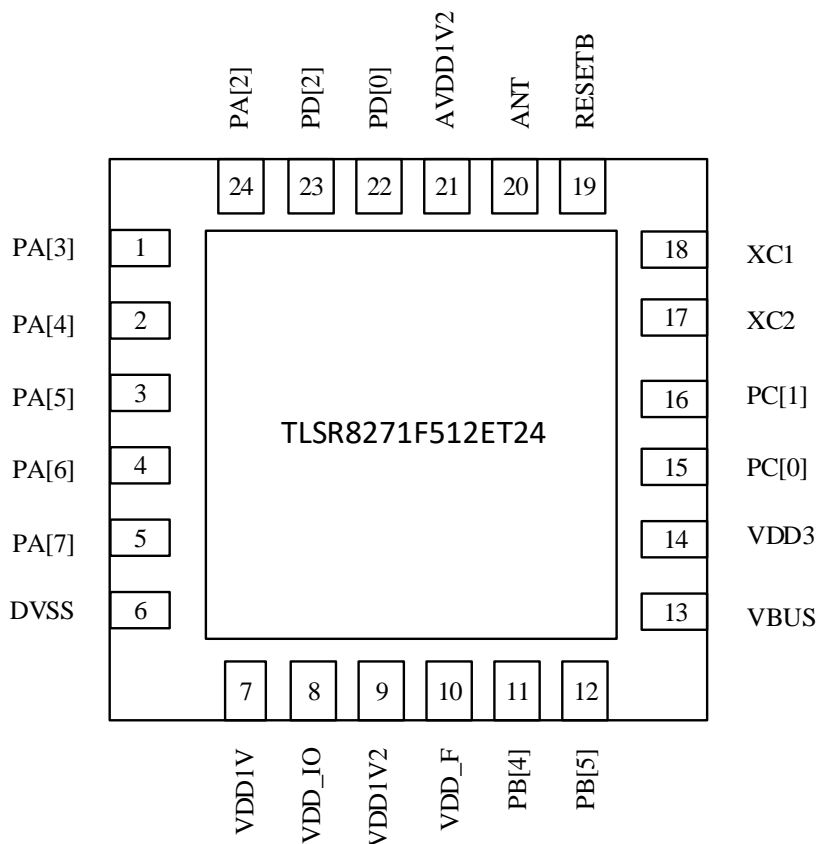 PA[2]
PD[2]
PD[0]
AVDD1V2
ANT
RESETB
24
23
22
21
20
19
PA[3] 1
18 XC1
PA[4] 2
17 XC2
PA[5] 3
16 PC[1]
TLSR8271F512ET24
PA[6] 4
15 PC[0]
PA[7] 5
14 VDD3
DVSS 6
13 VBUS
7
8
9
10
11
12
VDD1V
VDD_IO
VDD1V2
VDD_F
PB[4]
PB[5]